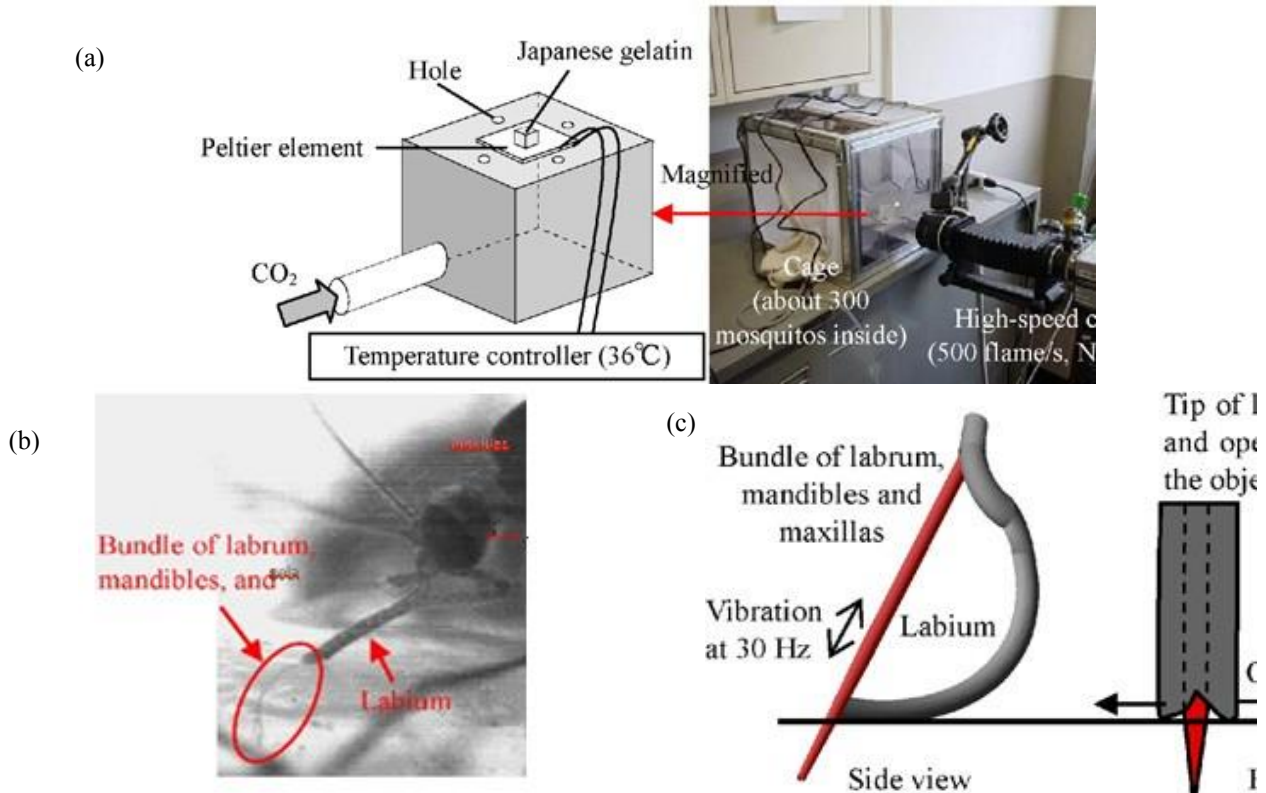 (a)
Japanese gelatin
Hole
Peltier element
Magnified
CO₂
Temperature controller (36℃)
Cage
(about 300
mosquitos inside)
High-speed c
(500 flame/s, N
(b)
Bundle of labrum,
mandibles, and
Labium
(c)
Bundle of labrum,
mandibles and
maxillas
Vibration
at 30 Hz
Labium
Side view
Tip of l
and ope
the obje